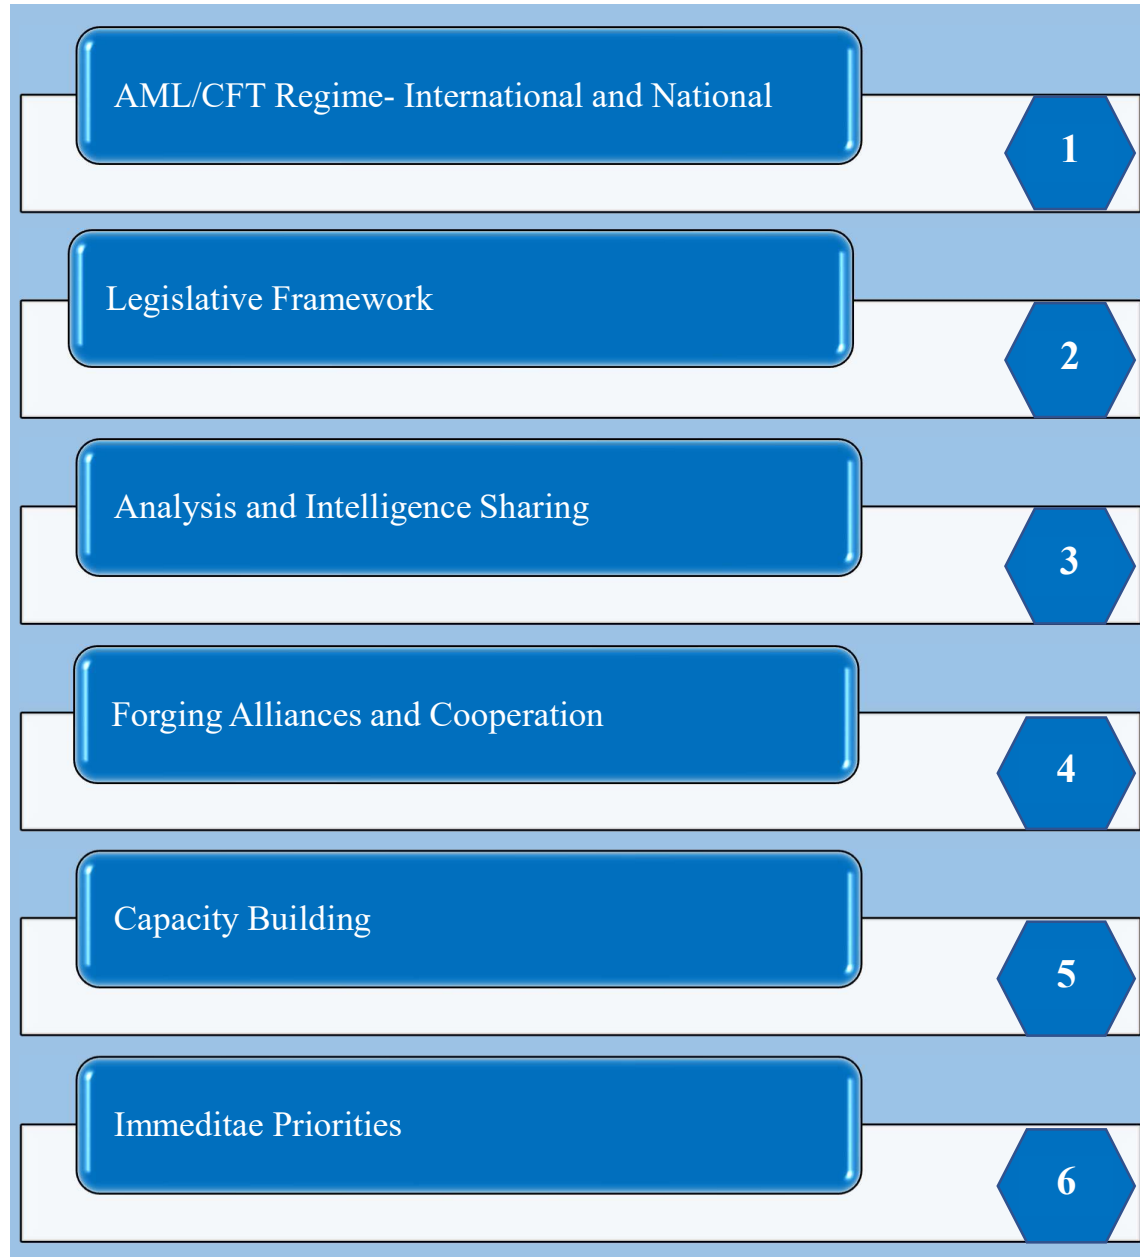 AML/CFT Regime- International and National
1
Legislative Framework
2
Analysis and Intelligence Sharing
3
Forging Alliances and Cooperation
4
Capacity Building
5
Immeditae Priorities
6